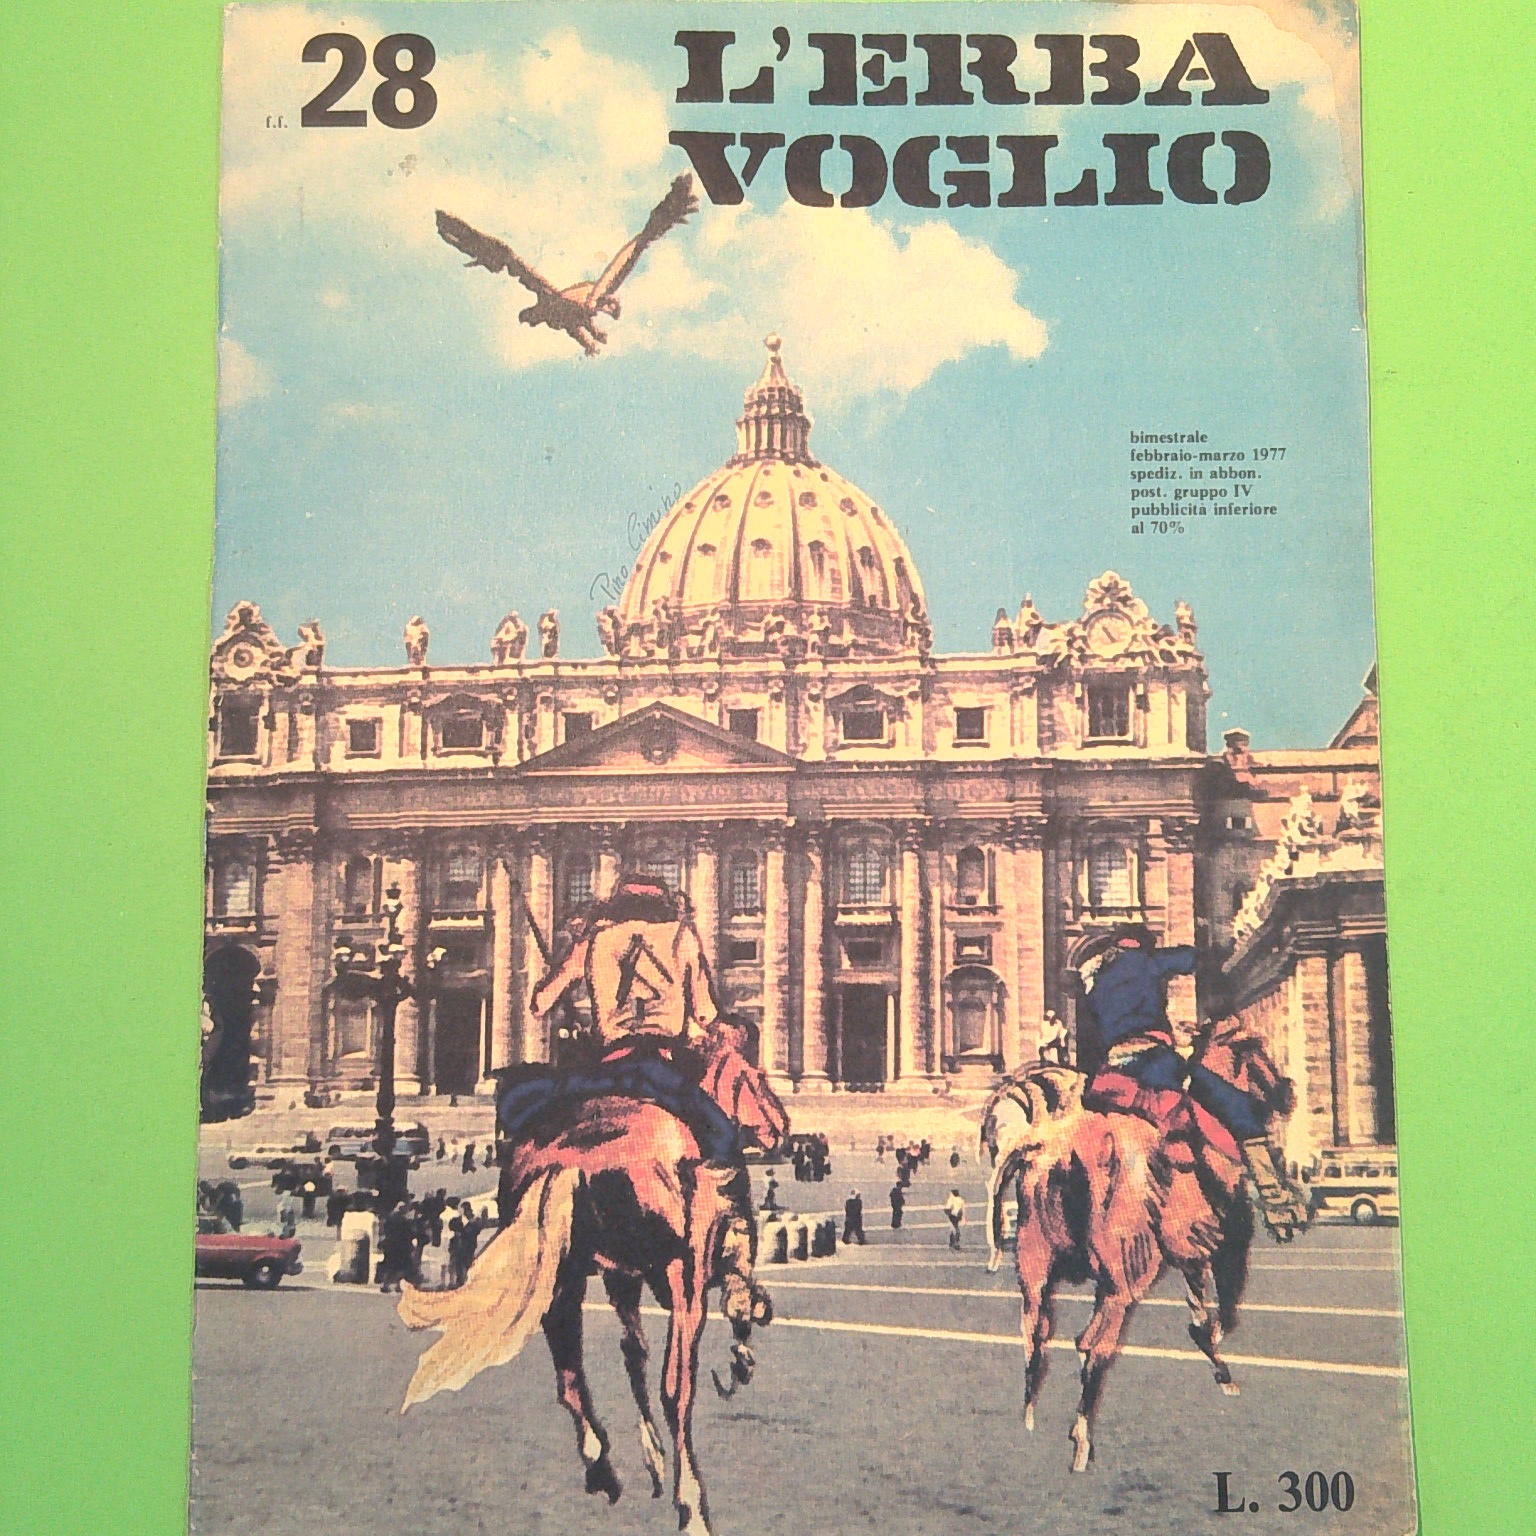 f.f. 28
L'ERBA
VOGLIO
bimestrale
febbraio-marzo 1977
spediz. in abbon.
post. gruppo IV
pubblicità inferiore
al 70%
Pino Cimino
L. 300